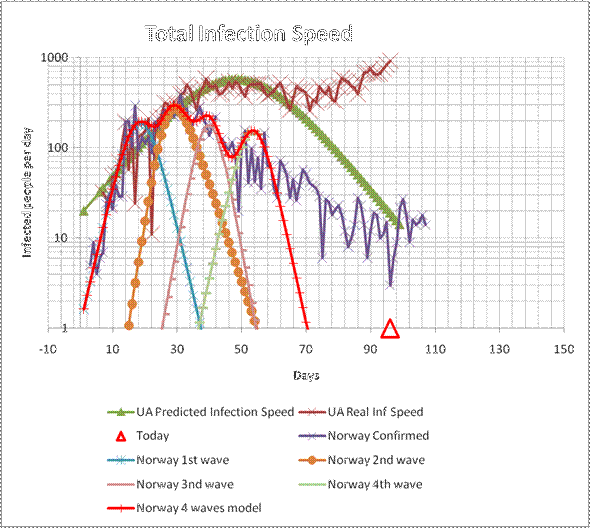 Total Infection Speed
Infected people per day
1000
100
10
1
-10 10 30 50 70 90 110 130 150
Days
UA Predicted Infection Speed UA Real Inf Speed
Today Norway Confirmed
Norway 1st wave Norway 2nd wave
Norway 3nd wave Norway 4th wave
Norway 4 waves model